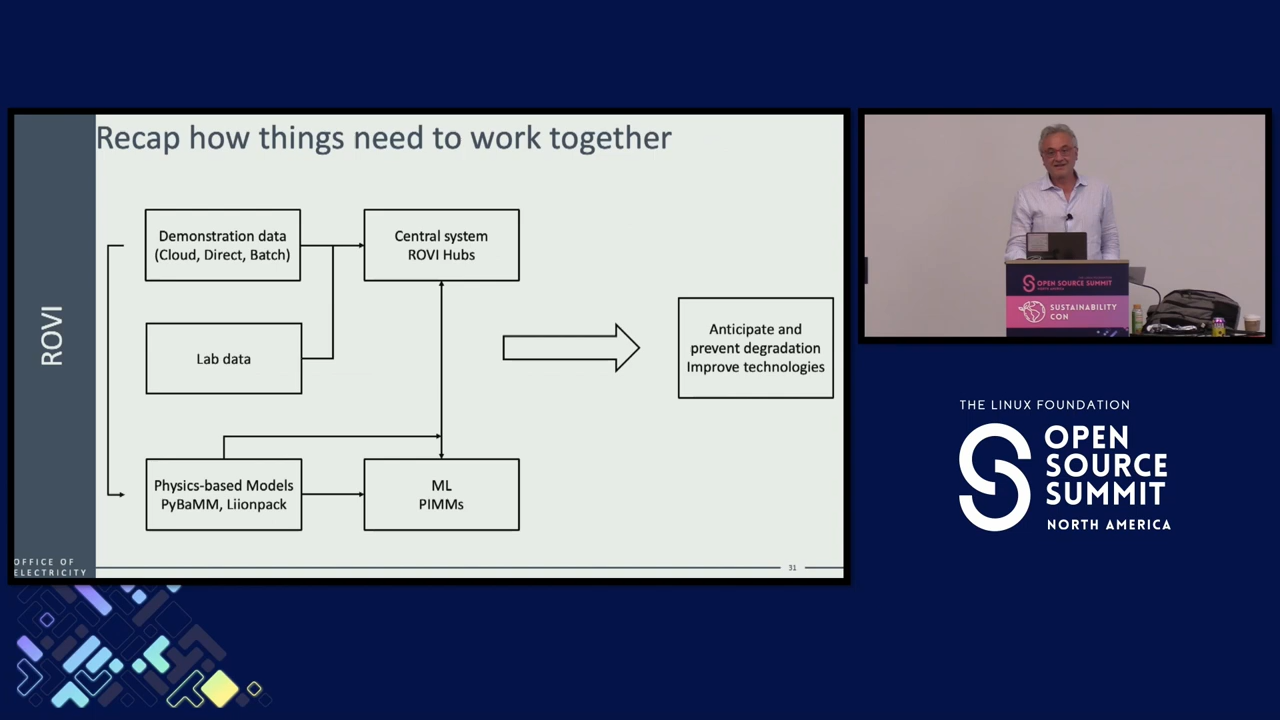 Recap how things need to work together
ROVI
Demonstration data
(Cloud, Direct, Batch)
Central system
ROVI Hubs
Lab data
Anticipate and
prevent degradation
Improve technologies
Physics-based Models
PyBaMM, Liionpack
ML
PIMMs
OFFICE OF
ELECTRICITY
31
OPEN SOURCE SUMMIT
SUSTAINABILITY
CON
THE LINUX FOUNDATION
OPEN
SOURCE
SUMMIT
NORTH AMERICA